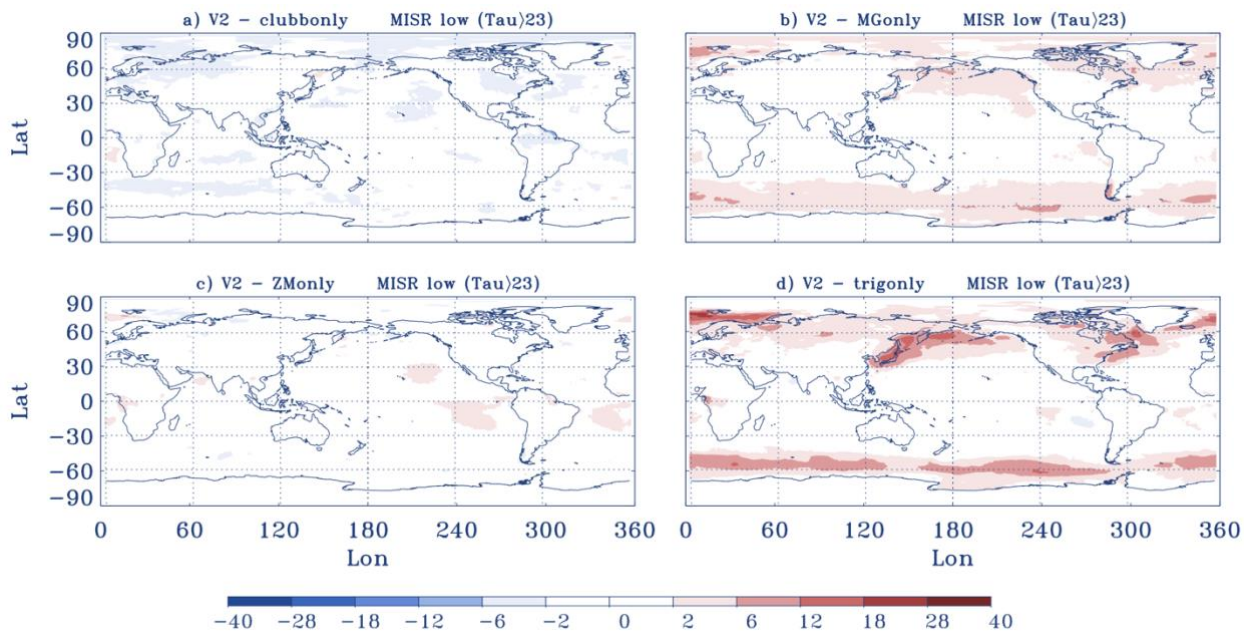 a) V2 - clubbonly MISR low (Tau⟩23)
b) V2 - MGonly MISR low (Tau⟩23)
90
60
30
0
-30
-60
-90
Lat
c) V2 - ZMonly MISR low (Tau⟩23)
d) V2 - trigonly MISR low (Tau⟩23)
90
60
30
0
-30
-60
-90
Lat
0 60 120 180 240 300 360
0 60 120 180 240 300 360
Lon
Lon
-40 -28 -18 -12 -6 -2 0 2 6 12 18 28 40